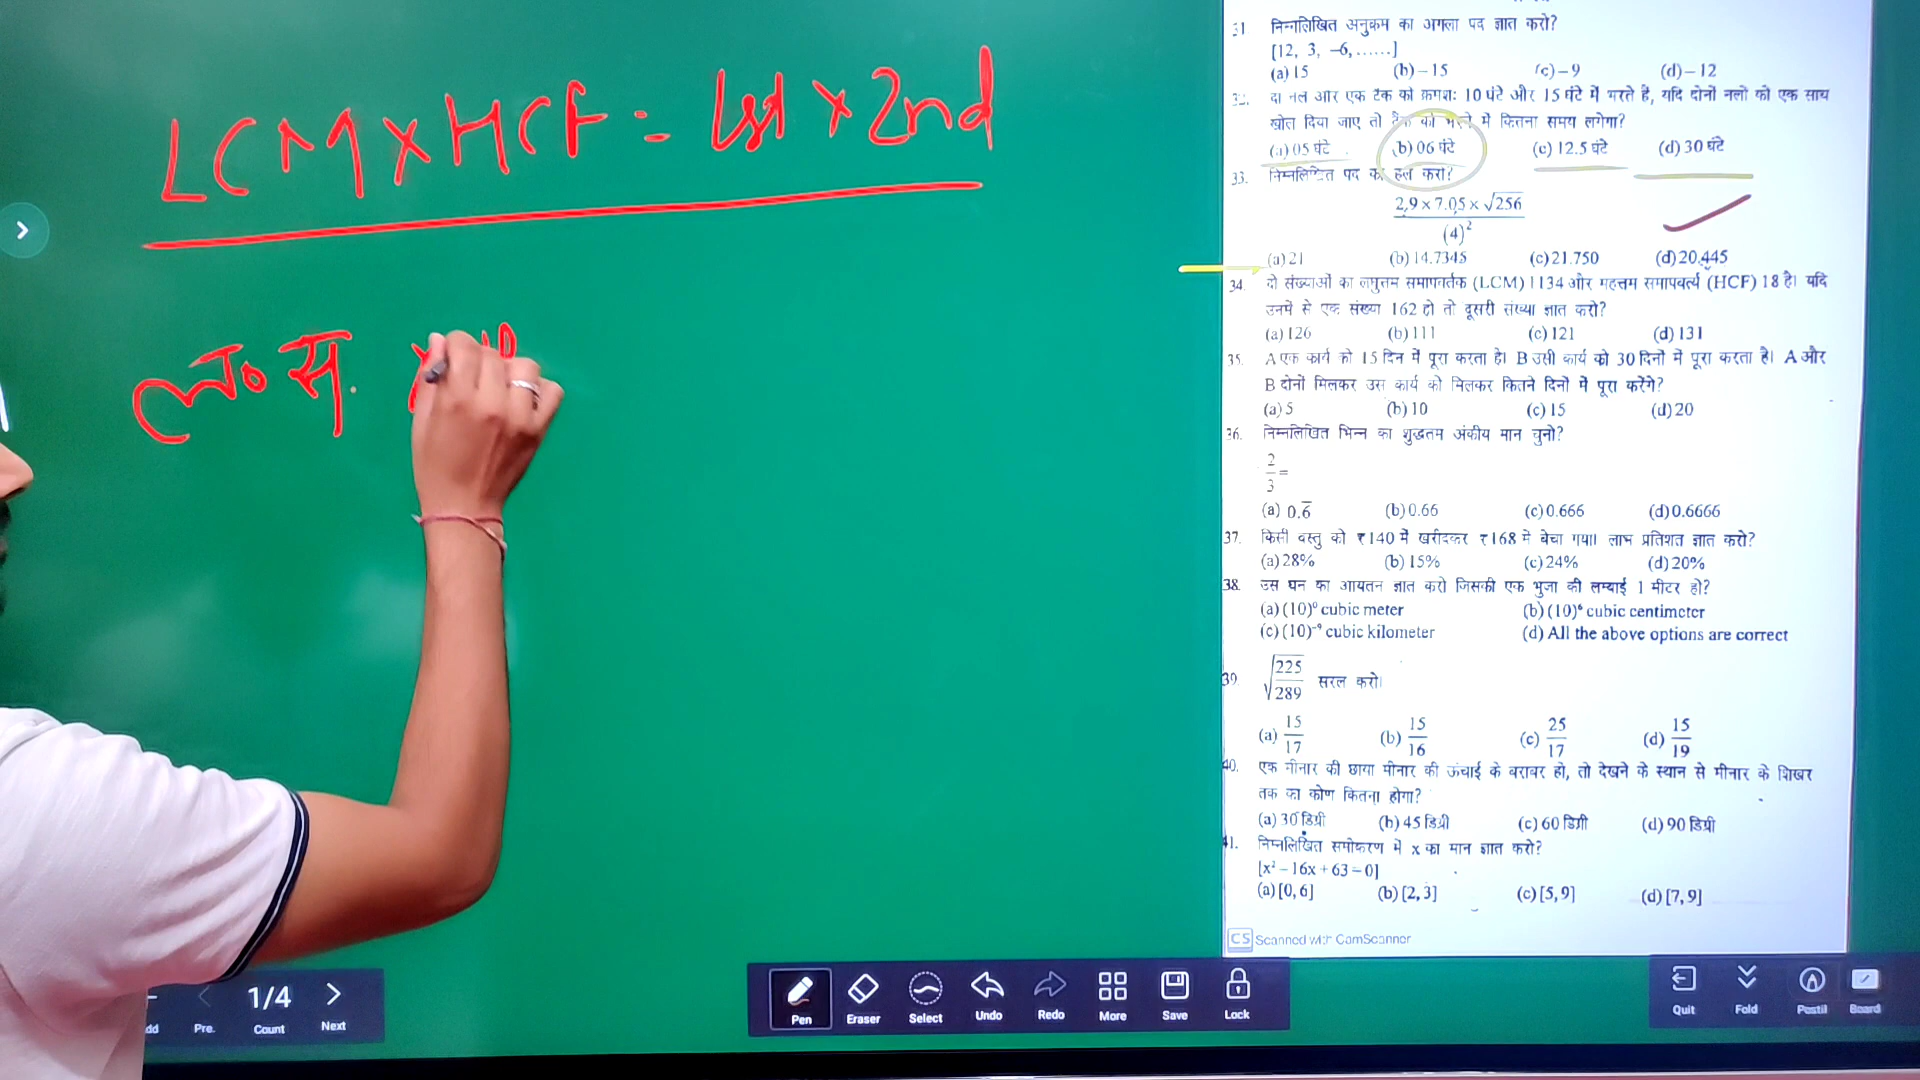 LCM × HCF = Ist × 2nd
ल० स. ×
31. निम्नलिखित अनुक्रम का अगला पद ज्ञात करो?
[12, 3, –6,......]
(a) 15 (b) – 15 (c) – 9 (d) – 12
32. दो नल और एक टैंक को क्रमशः 10 घंटे और 15 घंटे में भरते हैं, यदि दोनों नलों को एक साथ
खोल दिया जाए तो टैंक को भरने में कितना समय लगेगा?
(a) 05 घंटे (b) 06 घंटे (c) 12.5 घंटे (d) 30 घंटे
33. निम्नलिखित पद को हल करो?
2.9 × 7.05 × √256
(4)²
(a) 21 (b) 14.7345 (c) 21.750 (d) 20.445
34. दो संख्याओं का लघुत्तम समापवर्तक (LCM) 1134 और महत्तम समापवर्त्य (HCF) 18 है। यदि
उनमें से एक संख्या 162 हो तो दूसरी संख्या ज्ञात करो?
(a) 126 (b) 111 (c) 121 (d) 131
35. A एक कार्य को 15 दिन में पूरा करता है। B उसी कार्य को 30 दिनों में पूरा करता है। A और
B दोनों मिलकर उस कार्य को मिलकर कितने दिनों में पूरा करेंगे?
(a) 5 (b) 10 (c) 15 (d) 20
36. निम्नलिखित भिन्न का शुद्धतम अंकीय मान चुनो?
2/3 =
(a) 0.6̅ (b) 0.66 (c) 0.666 (d) 0.6666
37. किसी वस्तु को ₹140 में खरीदकर ₹168 में बेचा गया। लाभ प्रतिशत ज्ञात करो?
(a) 28% (b) 15% (c) 24% (d) 20%
38. उस घन का आयतन ज्ञात करो जिसकी एक भुजा की लम्बाई 1 मीटर हो?
(a) (10)⁰ cubic meter (b) (10)⁶ cubic centimeter
(c) (10)⁻⁹ cubic kilometer (d) All the above options are correct
39. √225/289 सरल करो।
(a) 15/17 (b) 15/16 (c) 25/17 (d) 15/19
40. एक मीनार की छाया मीनार की ऊंचाई के बराबर हो, तो देखने के स्थान से मीनार के शिखर
तक का कोण कितना होगा?
(a) 30 डिग्री (b) 45 डिग्री (c) 60 डिग्री (d) 90 डिग्री
41. निम्नलिखित समीकरण में x का मान ज्ञात करो?
[x² – 16x + 63 = 0]
(a) [0, 6] (b) [2, 3] (c) [5, 9] (d) [7, 9]
CS Scanned with CamScanner
1/4
Pre. Count Next
Pen Eraser Select Undo Redo More Save Lock
Quit Fold Postil Board